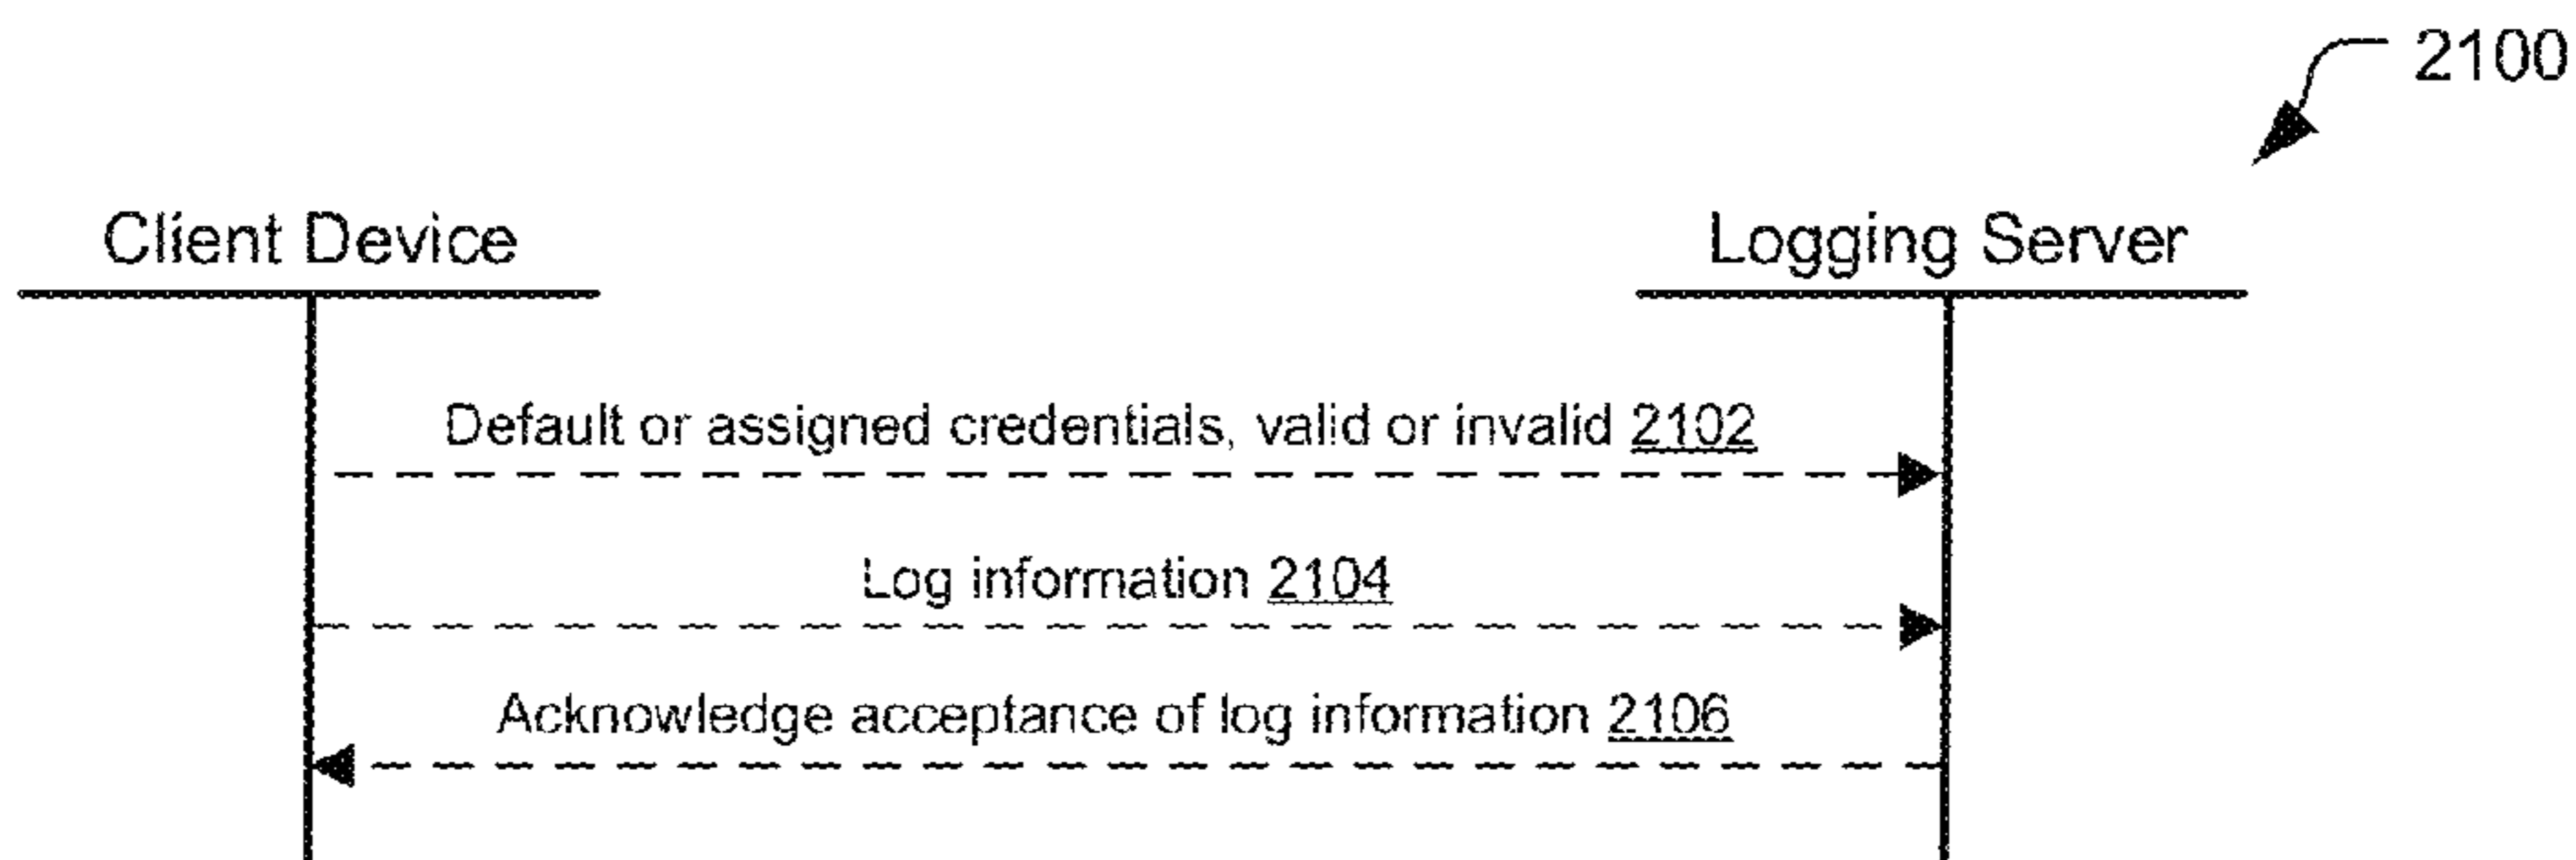 2100
Client Device
Logging Server
Default or assigned credentials, valid or invalid 2102
Log information 2104
Acknowledge acceptance of log information 2106